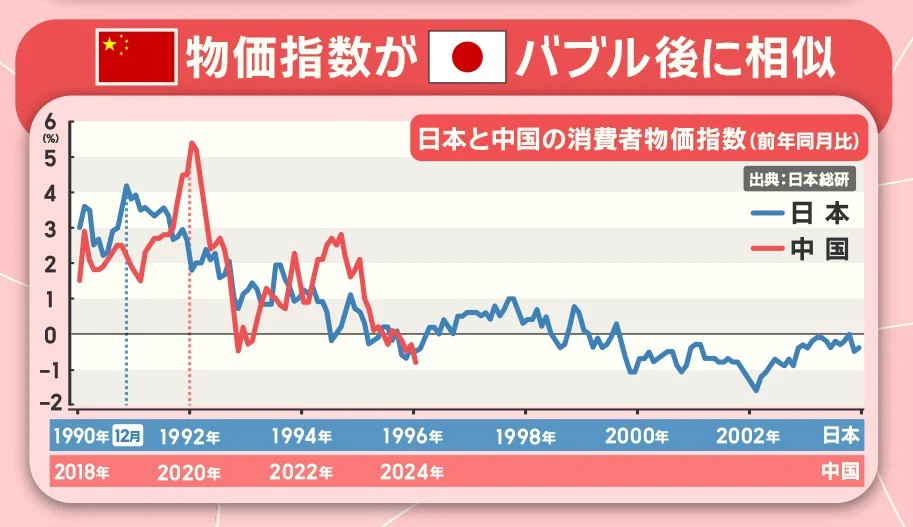 物価指数が バブル後に相似
日本と中国の消費者物価指数(前年同月比)
出典:日本総研
日本
中国
6
(%)
5
4
3
2
1
0
-1
-2
1990年 12月 1992年 1994年 1996年 1998年 2000年 2002年 日本
2018年 2020年 2022年 2024年 中国